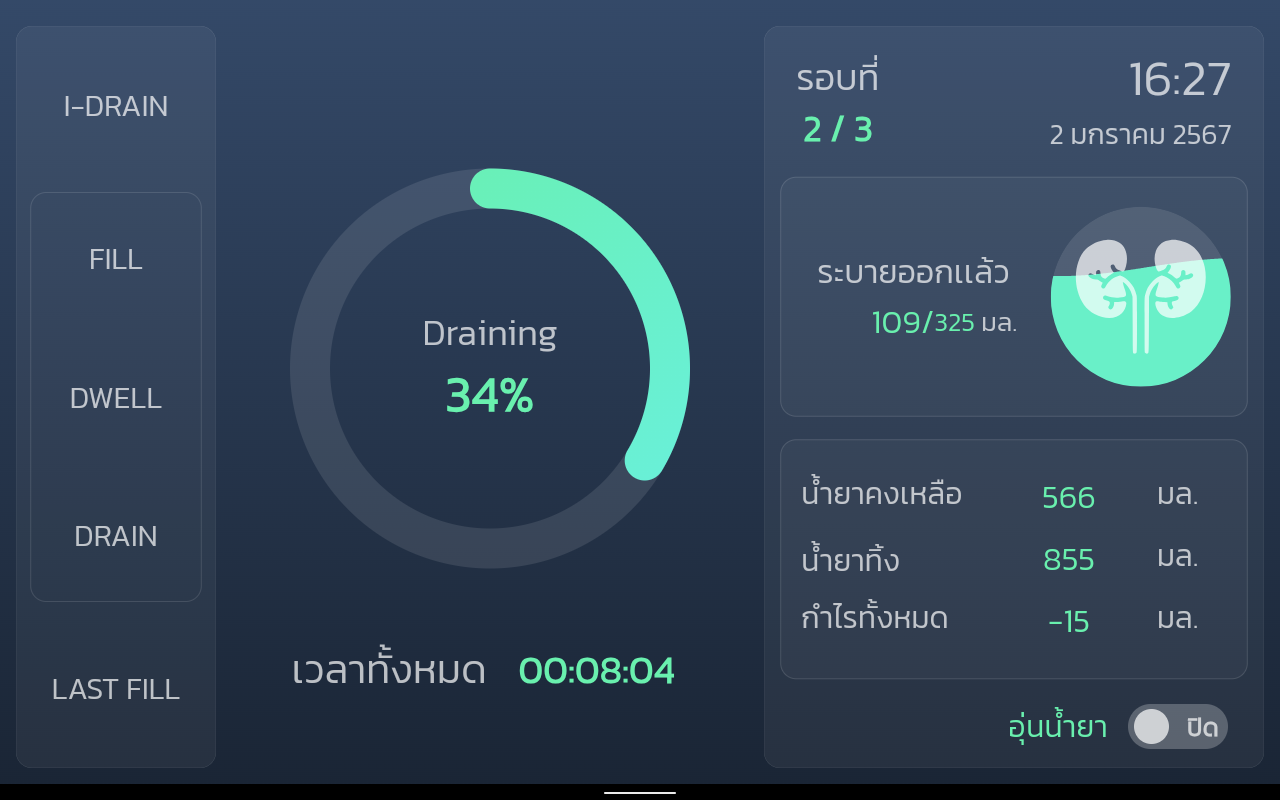 I-DRAIN
FILL
DWELL
DRAIN
LAST FILL
Draining
34%
เวลาทั้งหมด 00:08:04
รอบที่
2 / 3
16:27
2 มกราคม 2567
ระบายออกแล้ว
109/325 มล.
น้ำยาคงเหลือ 566 มล.
น้ำยาทิ้ง 855 มล.
กำไรทั้งหมด -15 มล.
อุ่นน้ำยา ปิด